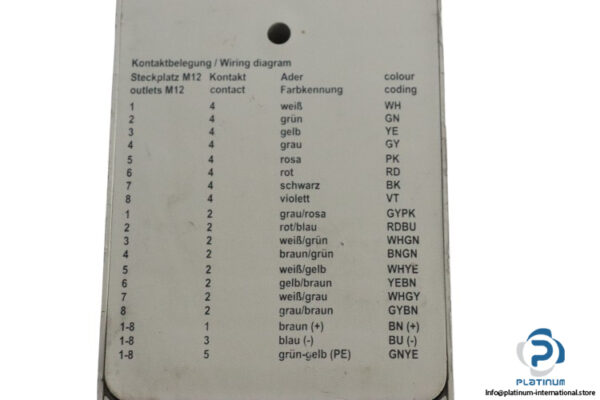 Kontaktbelegung / Wiring diagram
Steckplatz M12 Kontakt Ader colour
outlets M12 contact Farbkennung coding
1 4 weiß WH
2 4 grün GN
3 4 gelb YE
4 4 grau GY
5 4 rosa PK
6 4 rot RD
7 4 schwarz BK
8 4 violett VT
1 2 grau/rosa GYPK
2 2 rot/blau RDBU
3 2 weiß/grün WHGN
4 2 braun/grün BNGN
5 2 weiß/gelb WHYE
6 2 gelb/braun YEBN
7 2 weiß/grau WHGY
8 2 grau/braun GYBN
1-8 1 braun (+) BN (+)
1-8 3 blau (-) BU (-)
1-8 5 grün-gelb (PE) GNYE
PLATINUM
Info@platinum-international.store